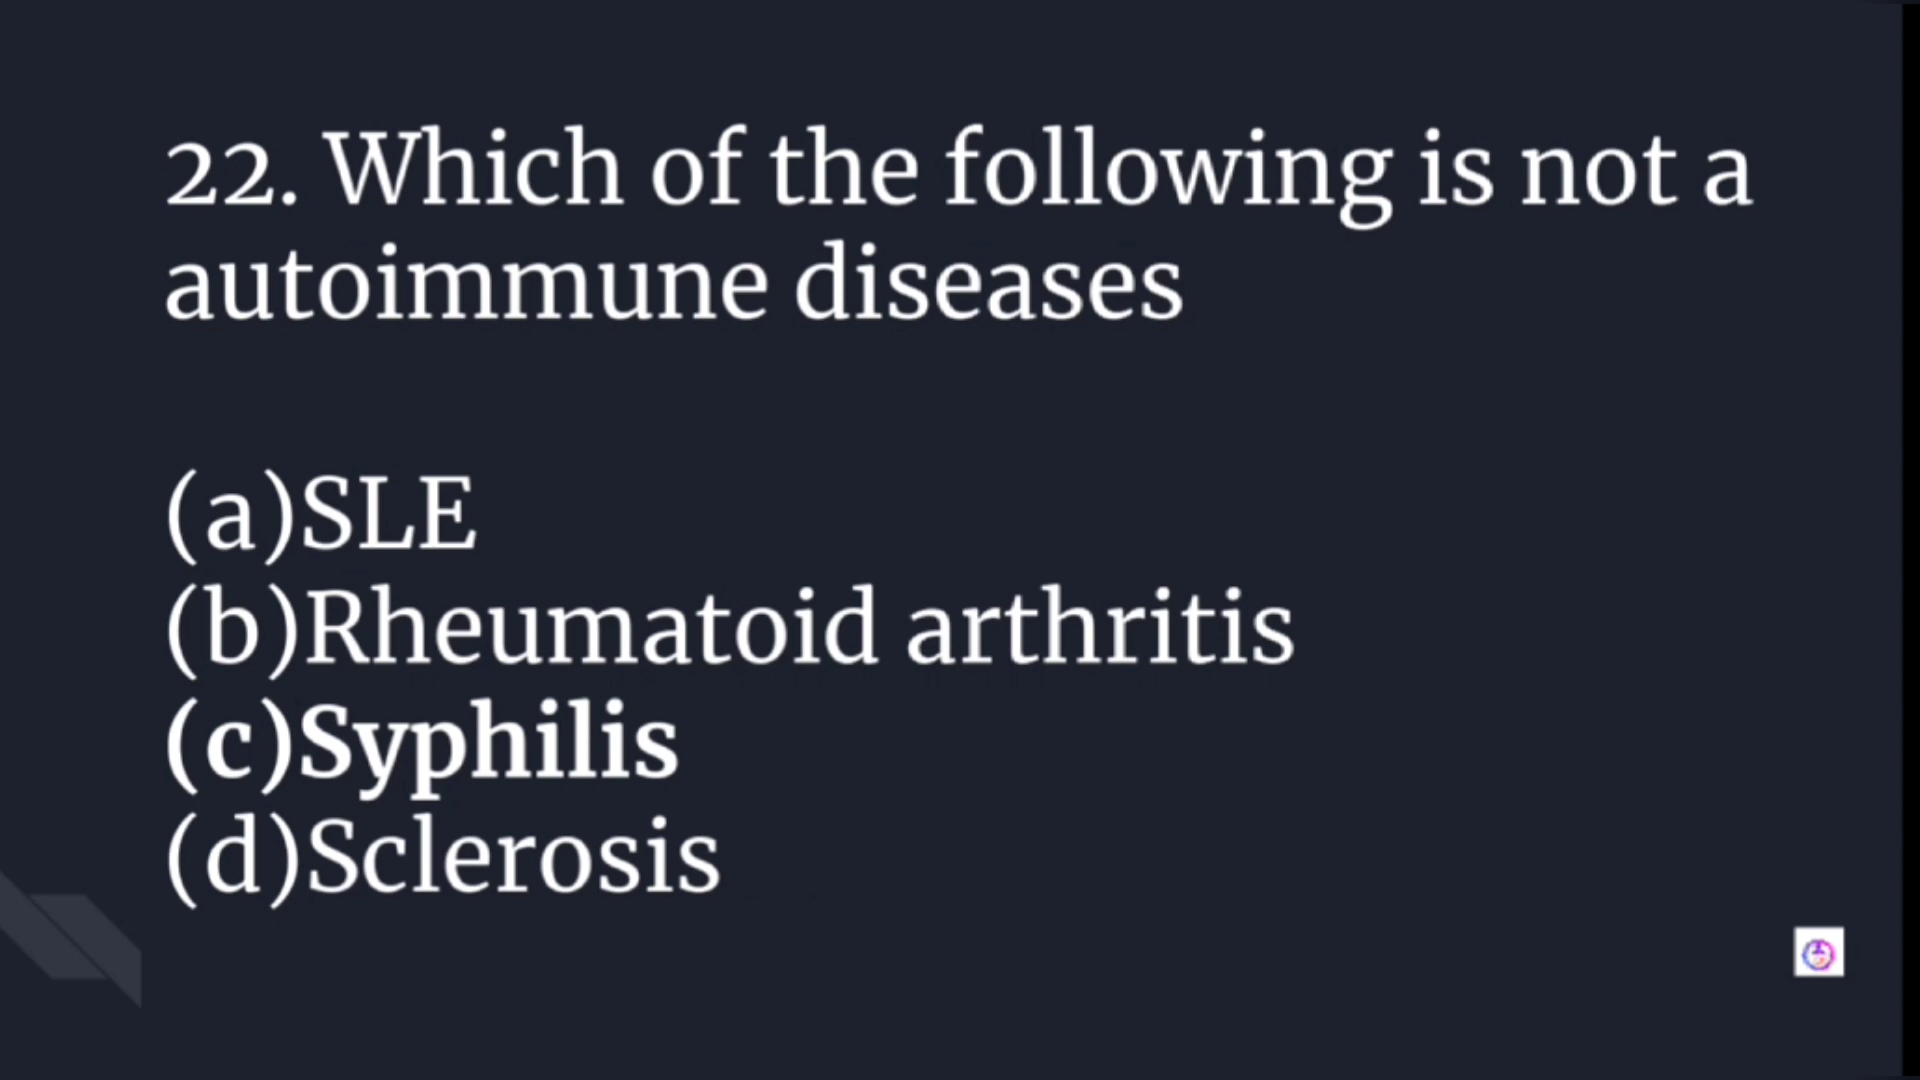 22. Which of the following is not a
autoimmune diseases
(a)SLE
(b)Rheumatoid arthritis
(c)Syphilis
(d)Sclerosis